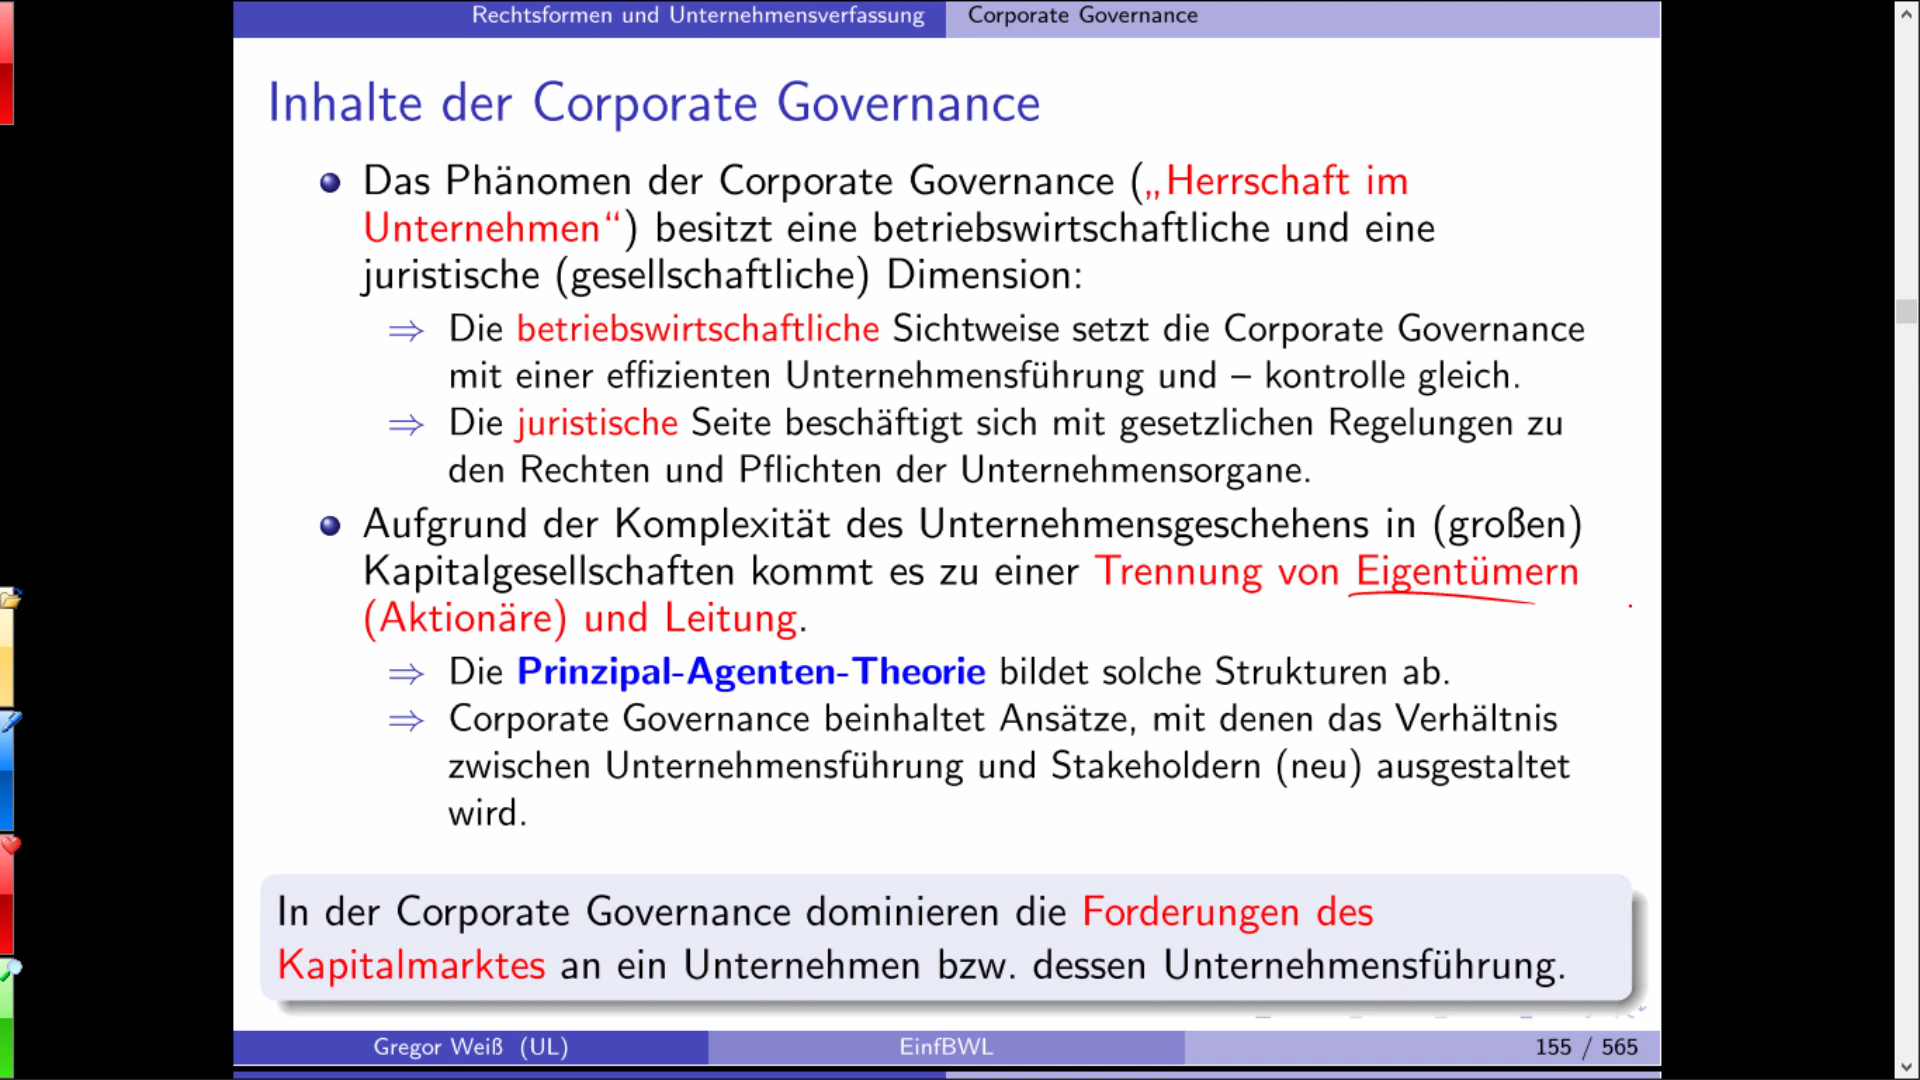 Rechtsformen und Unternehmensverfassung Corporate Governance
Inhalte der Corporate Governance
Das Phänomen der Corporate Governance („Herrschaft im
Unternehmen“) besitzt eine betriebswirtschaftliche und eine
juristische (gesellschaftliche) Dimension:
⇒ Die betriebswirtschaftliche Sichtweise setzt die Corporate Governance
mit einer effizienten Unternehmensführung und – kontrolle gleich.
⇒ Die juristische Seite beschäftigt sich mit gesetzlichen Regelungen zu
den Rechten und Pflichten der Unternehmensorgane.
Aufgrund der Komplexität des Unternehmensgeschehens in (großen)
Kapitalgesellschaften kommt es zu einer Trennung von Eigentümern
(Aktionäre) und Leitung.
⇒ Die Prinzipal-Agenten-Theorie bildet solche Strukturen ab.
⇒ Corporate Governance beinhaltet Ansätze, mit denen das Verhältnis
zwischen Unternehmensführung und Stakeholdern (neu) ausgestaltet
wird.
In der Corporate Governance dominieren die Forderungen des
Kapitalmarktes an ein Unternehmen bzw. dessen Unternehmensführung.
Gregor Weiß (UL) EinfBWL 155 / 565